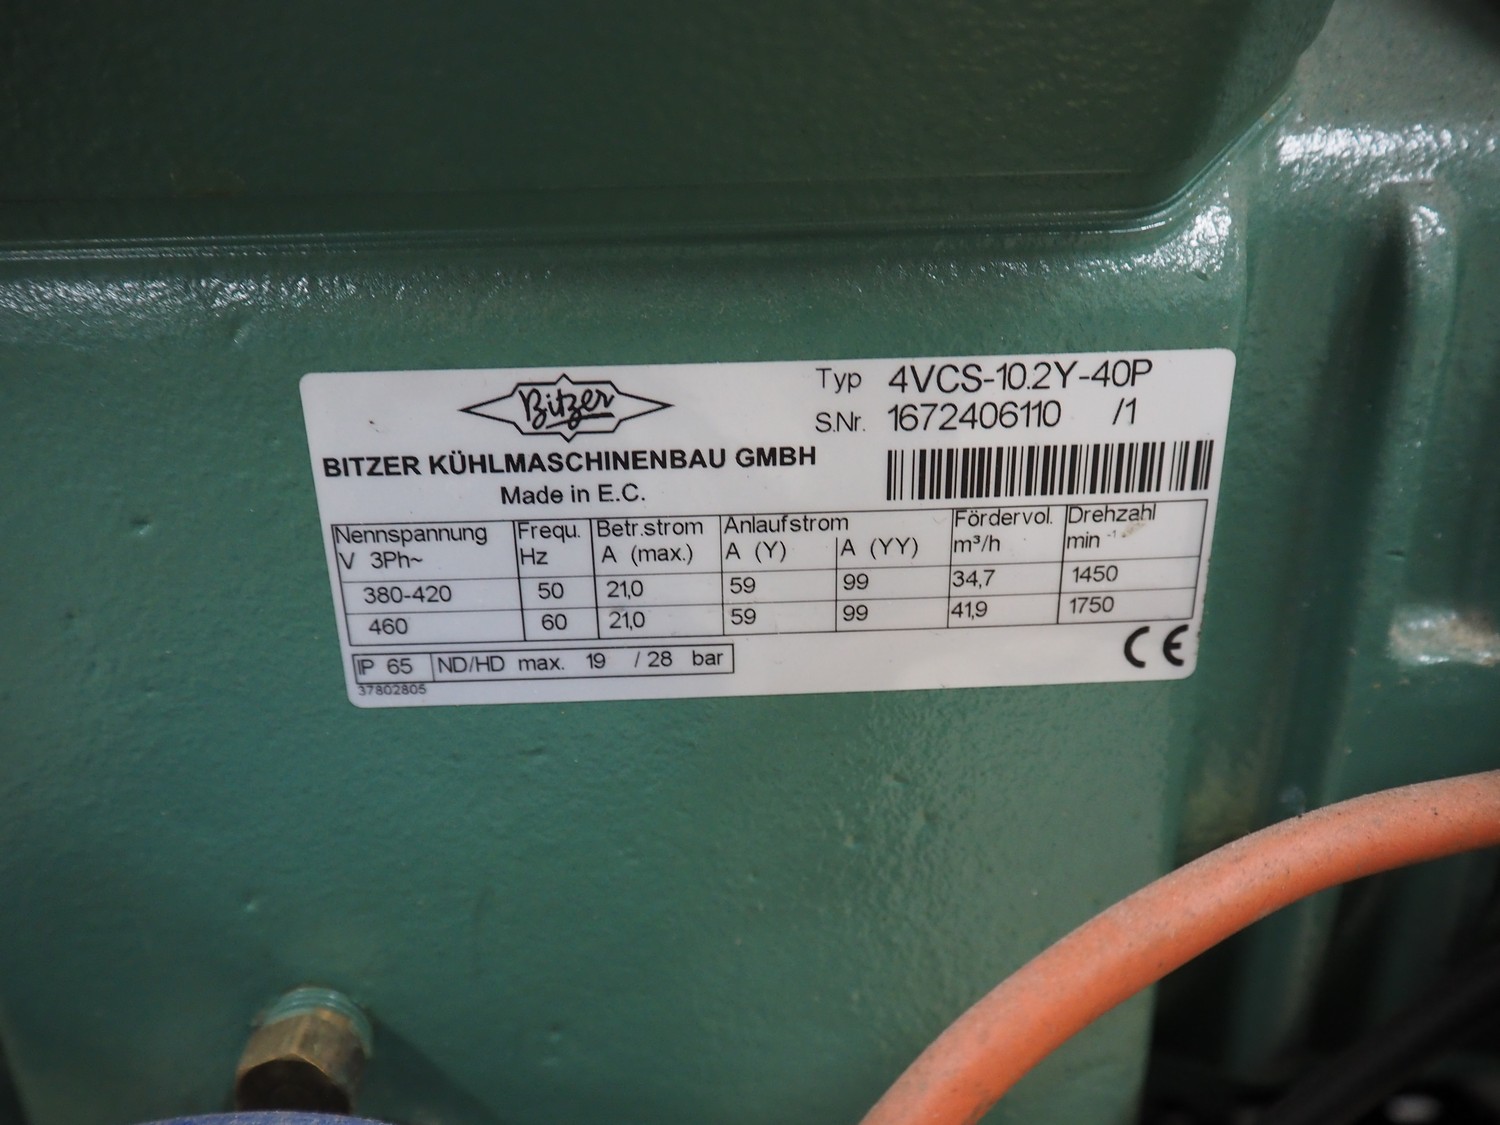 Bitzer
Typ 4VCS-10.2Y-40P
S.Nr. 1672406110 /1
BITZER KÜHLMASCHINENBAU GMBH
Made in E.C.
Nennspannung Frequ. Betr.strom Anlaufstrom Fördervol. Drehzahl
V 3Ph~ Hz A (max.) A (Y) A (YY) m³/h min⁻¹
380-420 50 21,0 59 99 34,7 1450
460 60 21,0 59 99 41,9 1750
IP 65 ND/HD max. 19 / 28 bar
37802805
CE